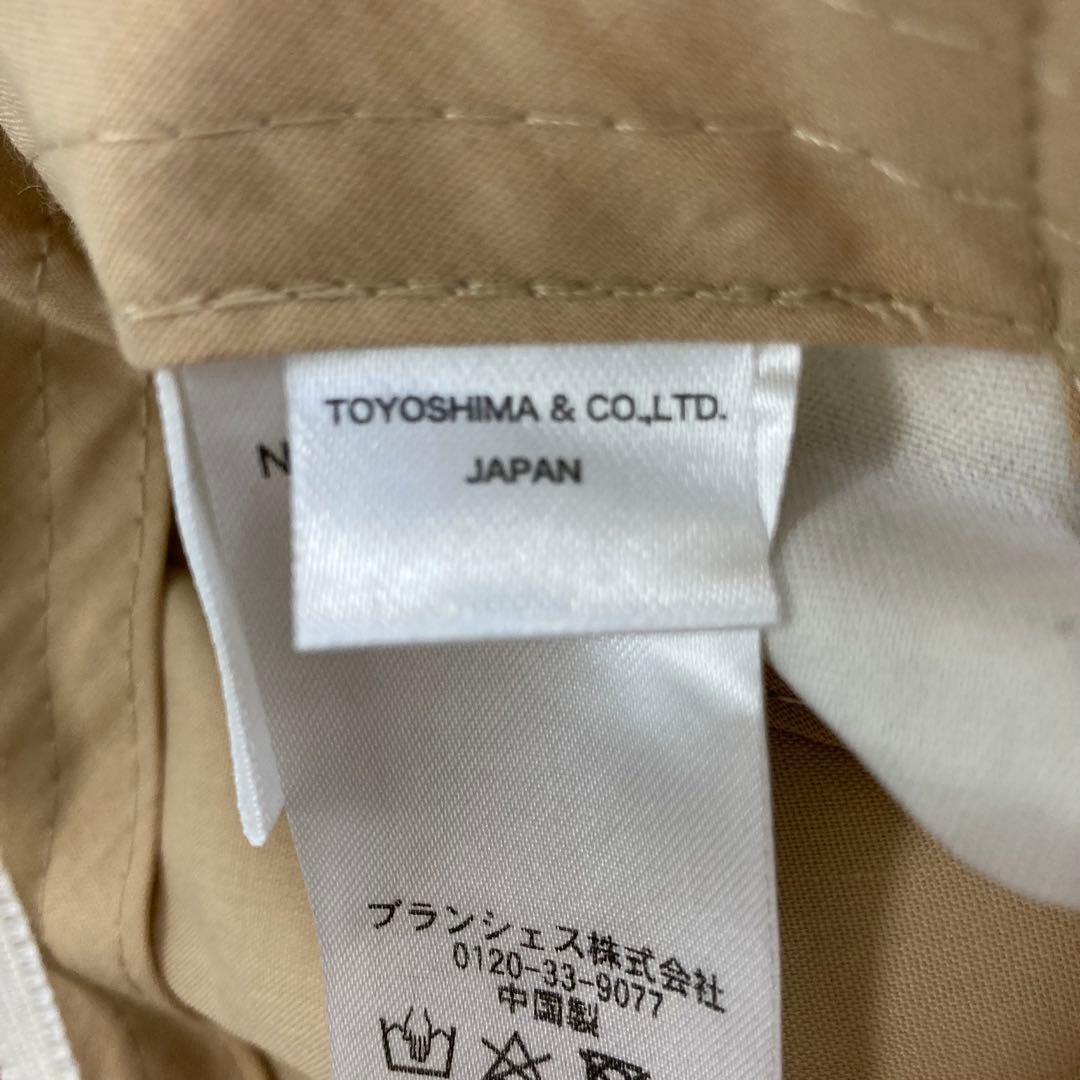 TOYOSHIMA & CO.,LTD.
JAPAN
N
ブランシェス株式会社
0120-33-9077
中国製